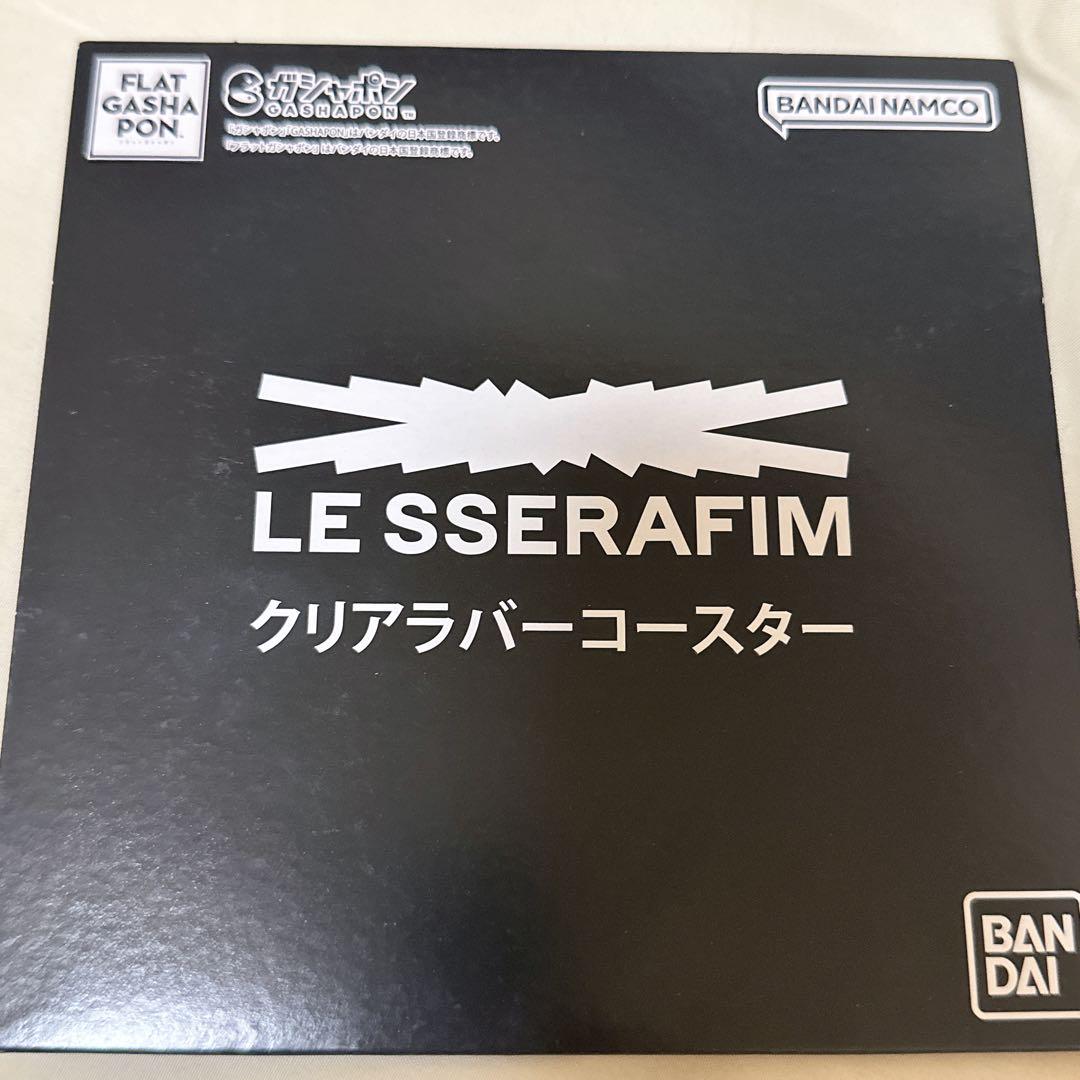 FLAT
GASHA
PON.
ガシャポン
GASHAPON™
『ガシャポン』『GASHAPON』はバンダイの日本国登録商標です。
『フラットガシャポン』はバンダイの日本国登録商標です。
BANDAI NAMCO
LE SSERAFIM
クリアラバーコースター
BAN
DAI